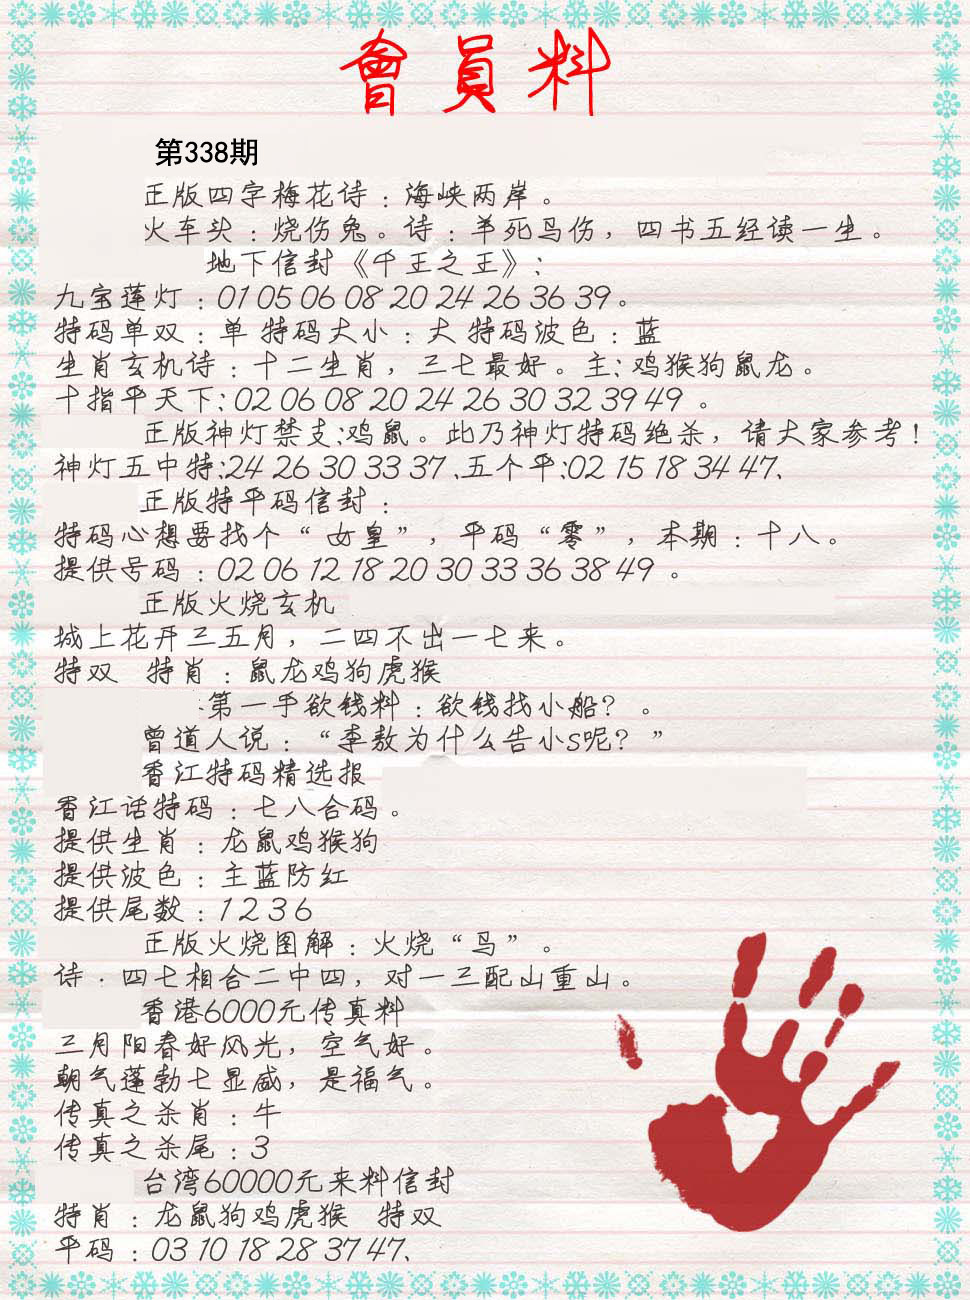 會員料
第338期
正版四字梅花诗：海峡两岸。
火车头：烧伤兔。诗：羊死鸟伤，四书五经读一生。
地下信封《千王之王》：
九宝莲灯：01 05 06 08 20 24 26 36 39。
特码单双：单 特码大小：大 特码波色：蓝
生肖玄机诗：十二生肖，三七最好。主：鸡猴狗鼠龙。
十指平天下：02 06 08 20 24 26 30 32 39 49 。
正版神灯禁支：鸡鼠。此乃神灯特码绝杀，请大家参考！
神灯五中特：24 26 30 33 37 、五个平：02 15 18 34 47、
正版特平码信封：
特码心想要找个“ 女皇”，平码“零”，本期：十八。
提供号码：02 06 12 18 20 30 33 36 38 49 。
正版火烧玄机
城上花开三五月，二四不出一七来。
特双 特肖：鼠龙鸡狗虎猴
第一手欲钱料：欲钱找小船？。
曾道人说：“李敖为什么告小S呢？”
香江特码精选报
香江话特码：七八合码。
提供生肖：龙鼠鸡猴狗
提供波色：主蓝防红
提供尾数：1 2 3 6
正版火烧图解：火烧“鸟”。
诗·四七相合二中四，对一三配山重山。
香港6000元传真料
三月阳春好风光，空气好。
朝气蓬勃七显威，是福气。
传真之杀肖：牛
传真之杀尾：3
台湾60000元来料信封
特肖：龙鼠狗鸡虎猴 特双
平码：03 10 18 28 37 47、